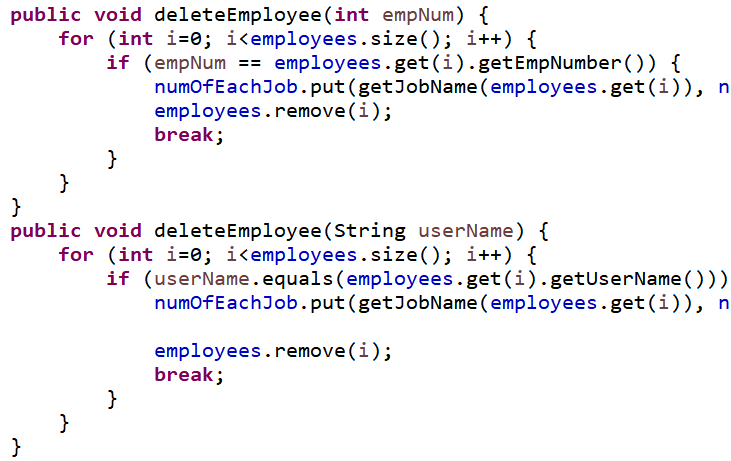 public void deleteEmployee(int empNum) {
    for (int i=0; i<employees.size(); i++) {
        if (empNum == employees.get(i).getEmpNumber()) {
            numOfEachJob.put(getJobName(employees.get(i)), n
            employees.remove(i);
            break;
        }
    }
}
public void deleteEmployee(String userName) {
    for (int i=0; i<employees.size(); i++) {
        if (userName.equals(employees.get(i).getUserName()))
            numOfEachJob.put(getJobName(employees.get(i)), n
            employees.remove(i);
            break;
        }
    }
}